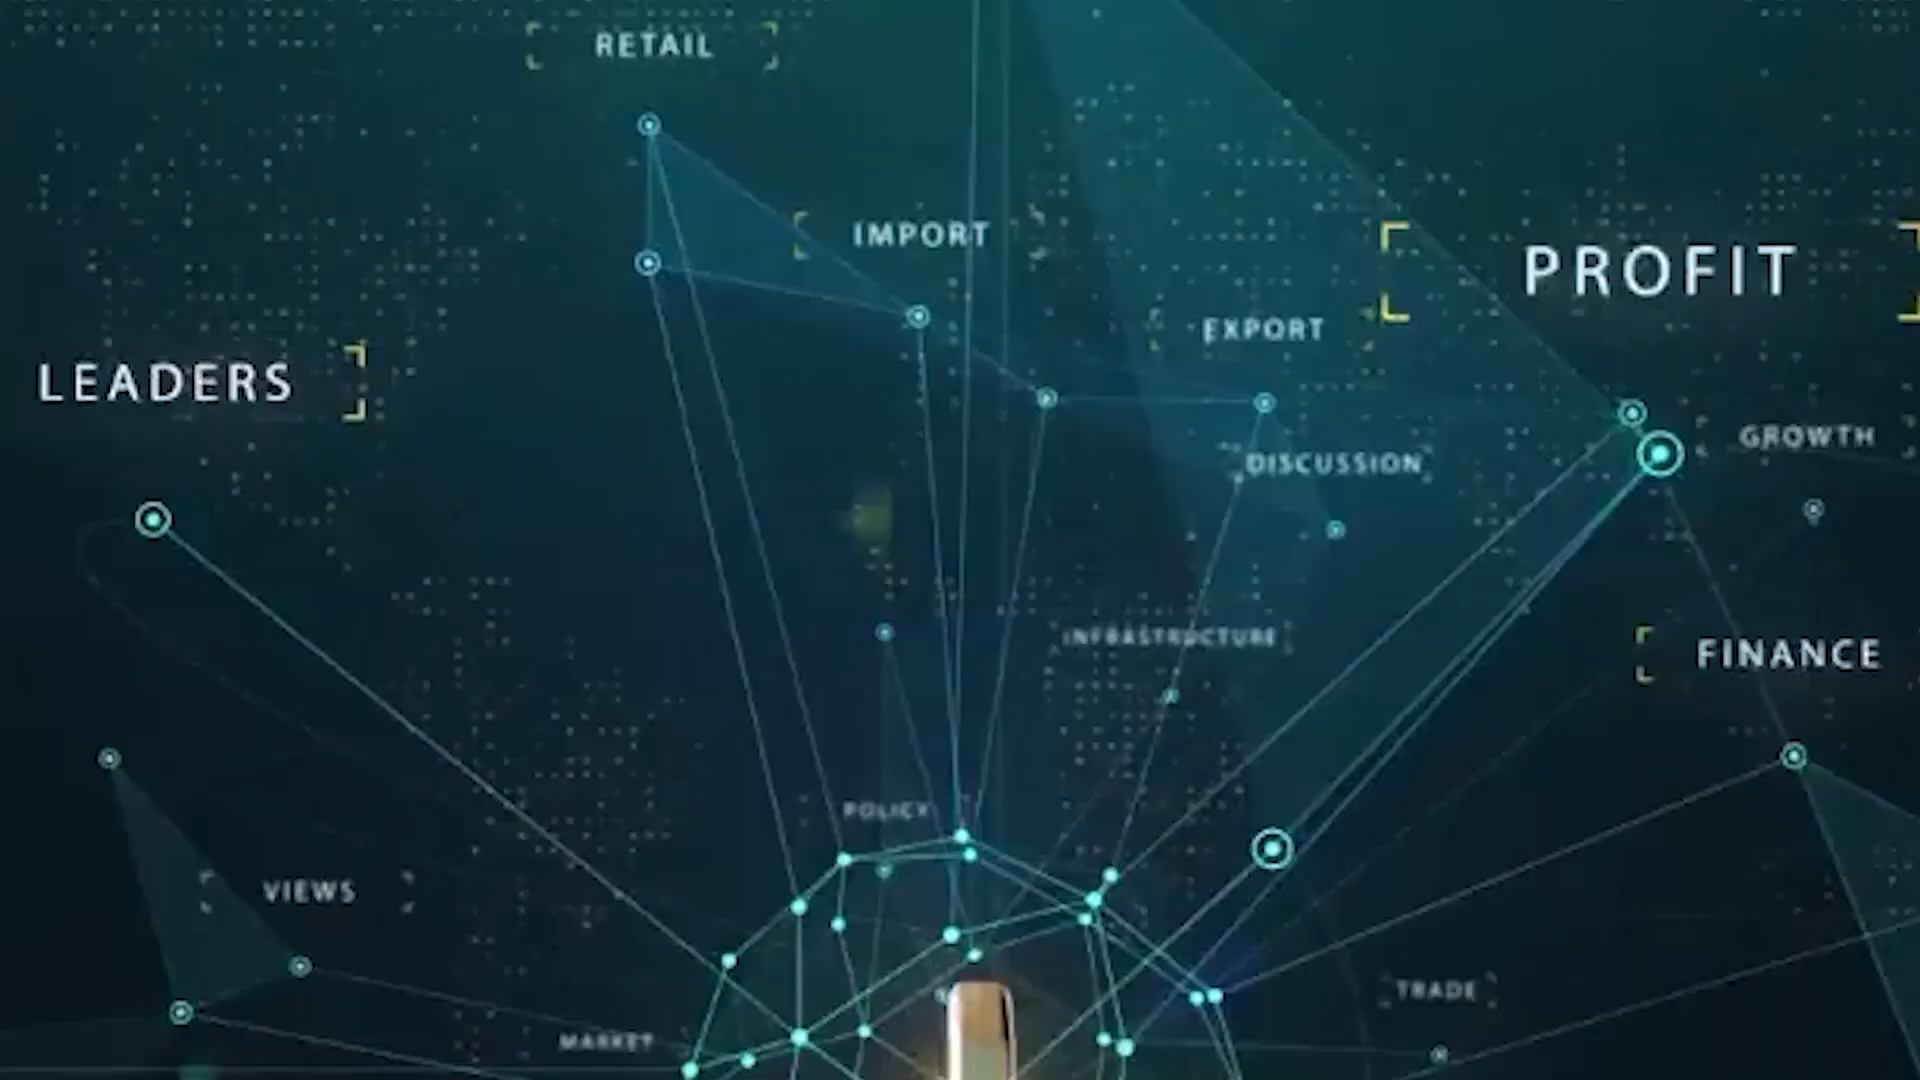 RETAIL
IMPORT
PROFIT
EXPORT
LEADERS
GROWTH
DISCUSSION
INFRASTRUCTURE
FINANCE
POLICY
VIEWS
TRADE
MARKET